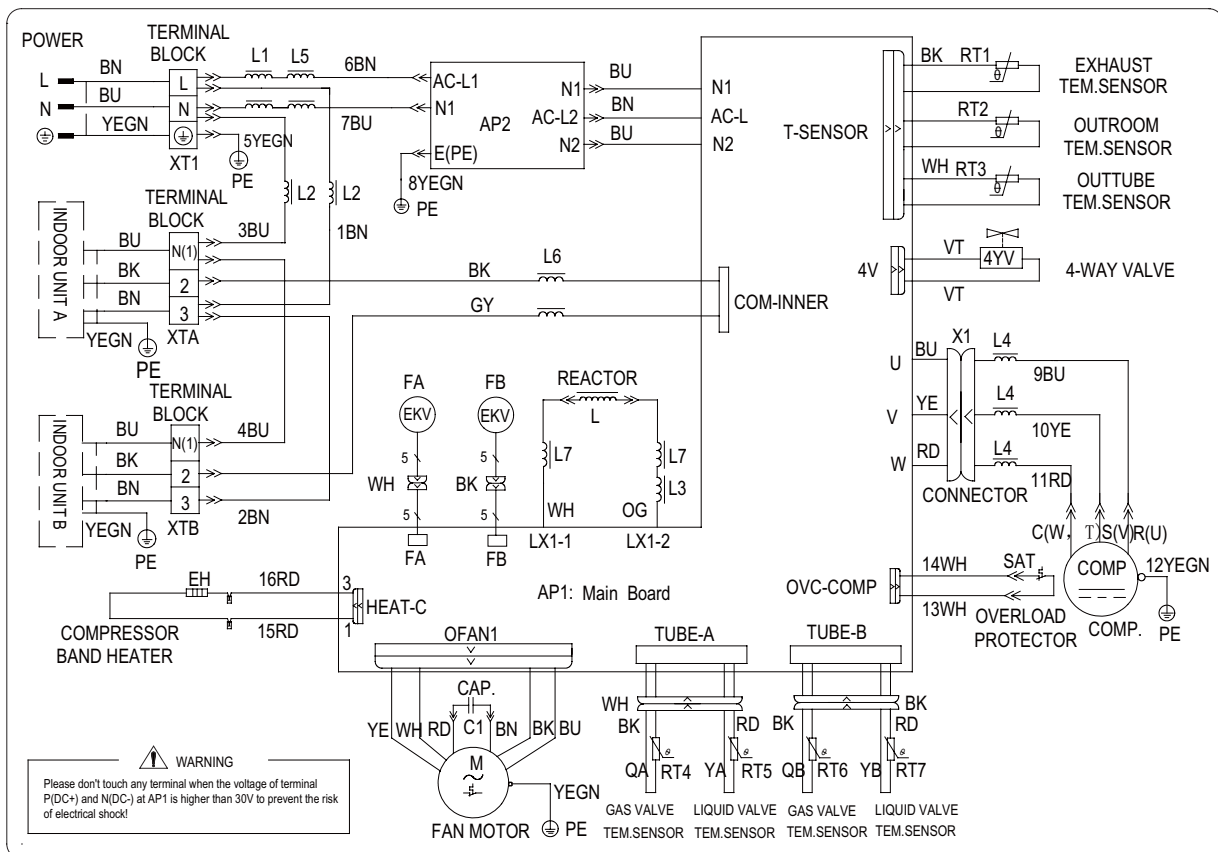 POWER
TERMINAL
BLOCK
L
BN
L
N
BU
N
YEGN
XT1
5YEGN
PE
L1
L5
6BN
7BU
L2
L2
3BU
1BN
AC-L1
N1
AP2
N1
AC-L2
N2
E(PE)
8YEGN
PE
BU
BN
BU
N1
AC-L
N2
T-SENSOR
BK
RT1
θ
EXHAUST
TEM.SENSOR
RT2
θ
OUTROOM
TEM.SENSOR
WH
RT3
θ
OUTTUBE
TEM.SENSOR
4V
VT
4YV
VT
4-WAY VALVE
INDOOR UNIT A
TERMINAL
BLOCK
BU
N(1)
BK
2
BN
3
YEGN
XTA
PE
BK
L6
GY
COM-INNER
INDOOR UNIT B
TERMINAL
BLOCK
BU
N(1)
4BU
BK
2
BN
3
YEGN
XTB
2BN
PE
FA
EKV
5
WH
5
FA
FB
EKV
5
BK
5
FB
REACTOR
L
L7
L7
L3
WH
OG
LX1-1
LX1-2
U
BU
X1
L4
9BU
V
YE
L4
10YE
W
RD
L4
11RD
CONNECTOR
C(W, T)S(V)R(U)
COMP
COMP.
12YEGN
PE
OVC-COMP
14WH
SAT
13WH
OVERLOAD
PROTECTOR
AP1: Main Board
EH
16RD
3
HEAT-C
15RD
1
COMPRESSOR
BAND HEATER
OFAN1
CAP.
C1
YE
WH
RD
BN
BK
BU
M
YEGN
PE
FAN MOTOR
TUBE-A
WH
BK
RD
θ
θ
QA
RT4
YA
RT5
GAS VALVE
TEM.SENSOR
LIQUID VALVE
TEM.SENSOR
TUBE-B
BK
BK
RD
θ
θ
QB
RT6
YB
RT7
GAS VALVE
TEM.SENSOR
LIQUID VALVE
TEM.SENSOR
WARNING
Please don't touch any terminal when the voltage of terminal
P(DC+) and N(DC-) at AP1 is higher than 30V to prevent the risk
of electrical shock!